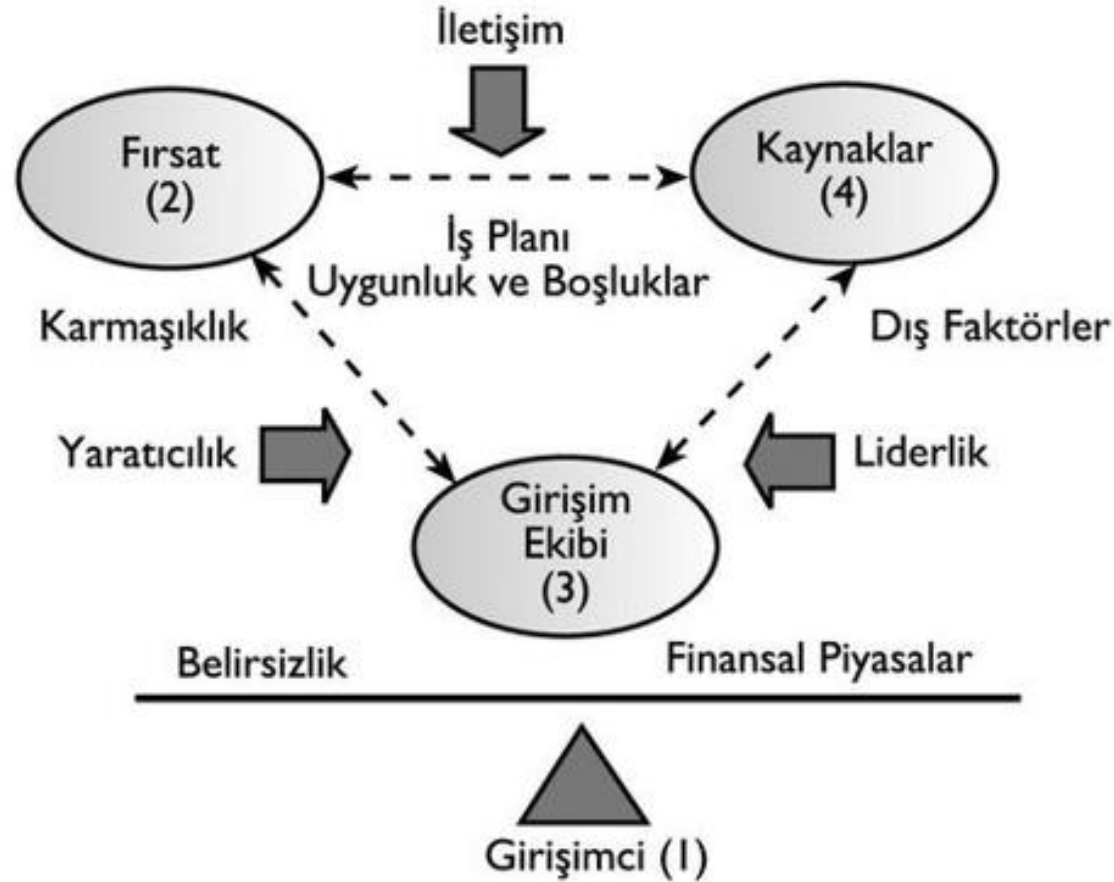 İletişim
Fırsat
(2)
Kaynaklar
(4)
İş Planı
Uygunluk ve Boşluklar
Karmaşıklık
Dış Faktörler
Yaratıcılık
Liderlik
Girişim
Ekibi
(3)
Belirsizlik
Finansal Piyasalar
Girişimci (1)